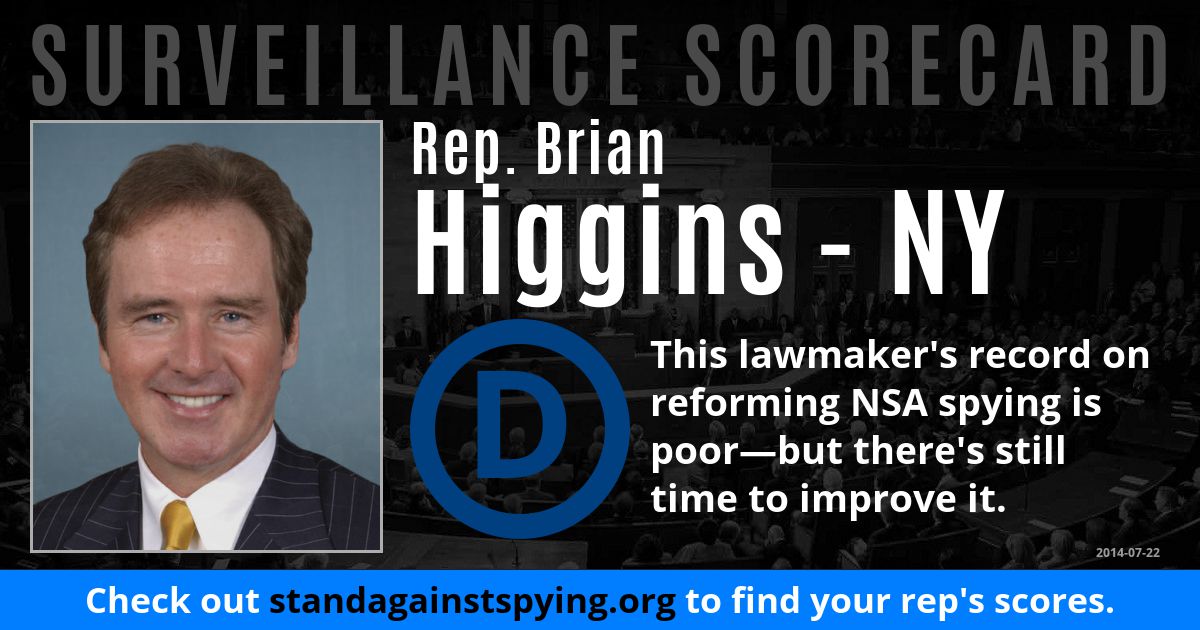 SURVEILLANCE SCORECARD
Rep. Brian
Higgins - NY
D
This lawmaker's record on
reforming NSA spying is
poor—but there's still
time to improve it.
2014-07-22
Check out standagainstspying.org to find your rep's scores.